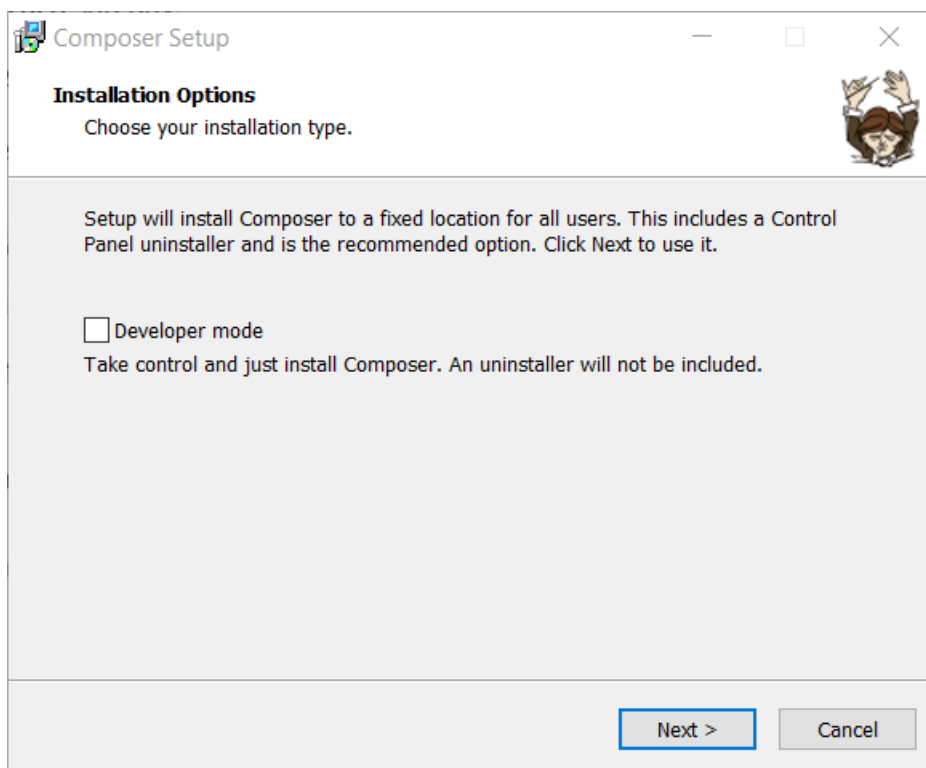 Composer Setup
Installation Options
Choose your installation type.
Setup will install Composer to a fixed location for all users. This includes a Control
Panel uninstaller and is the recommended option. Click Next to use it.
Developer mode
Take control and just install Composer. An uninstaller will not be included.
Next >
Cancel